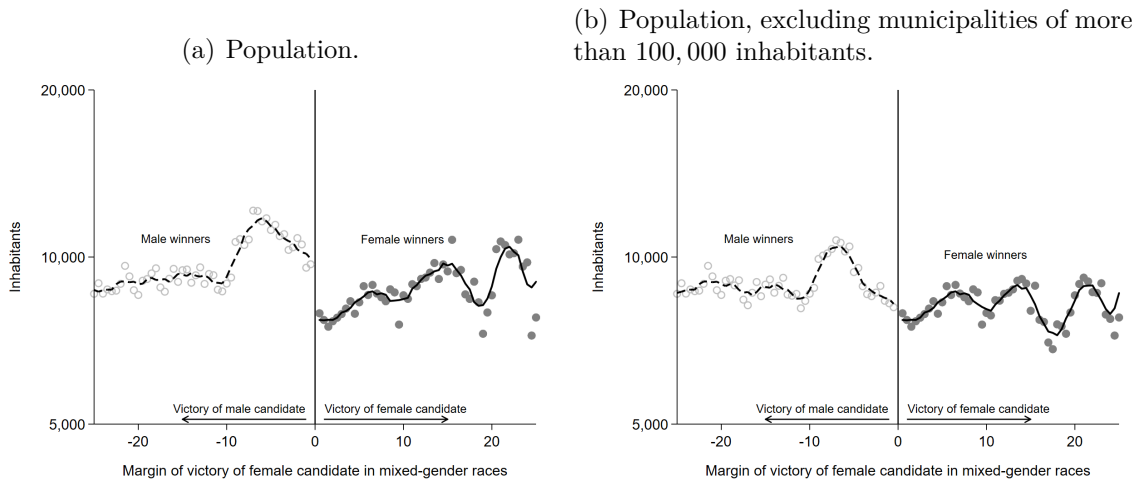 (a) Population.
20,000
10,000
5,000
Inhabitants
Male winners
Female winners
Victory of male candidate
Victory of female candidate
-20
-10
0
10
20
Margin of victory of female candidate in mixed-gender races
(b) Population, excluding municipalities of more
than 100,000 inhabitants.
20,000
10,000
5,000
Inhabitants
Male winners
Female winners
Victory of male candidate
Victory of female candidate
-20
-10
0
10
20
Margin of victory of female candidate in mixed-gender races